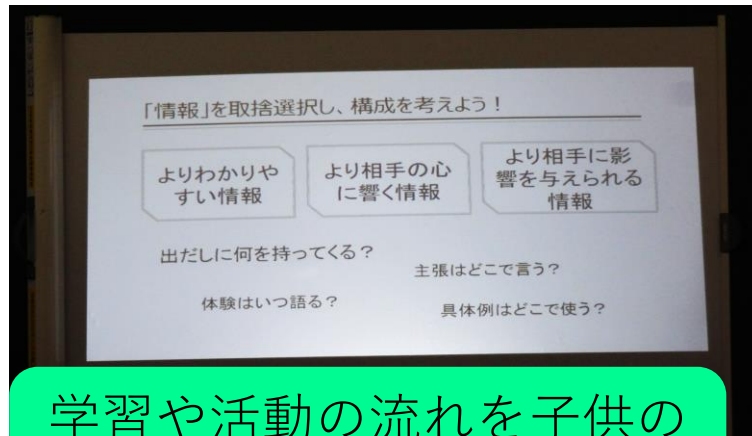 「情報」を取捨選択し、構成を考えよう！
よりわかりや
すい情報
より相手の心
に響く情報
より相手に影
響を与えられる
情報
出だしに何を持ってくる？
主張はどこで言う？
体験はいつ語る？
具体例はどこで使う？
学習や活動の流れを子供の